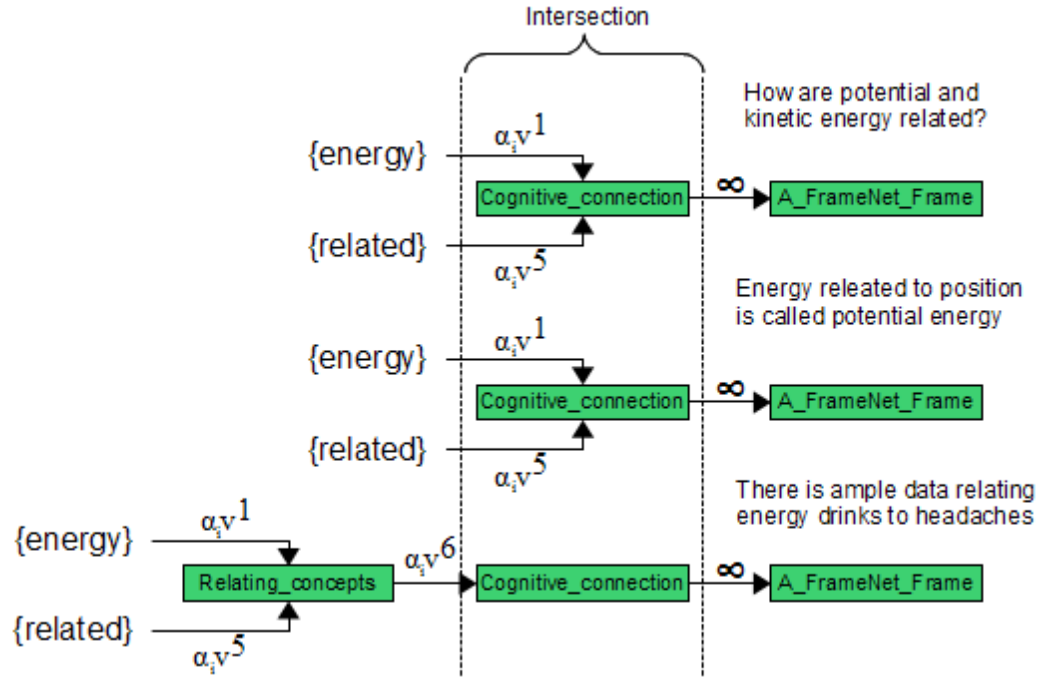 Intersection
How are potential and
kinetic energy related?
{energy}
αᵢv¹
Cognitive_connection
∞
A_FrameNet_Frame
{related}
αᵢv⁵
Energy releated to position
is called potential energy
{energy}
αᵢv¹
Cognitive_connection
∞
A_FrameNet_Frame
{related}
αᵢv⁵
There is ample data relating
energy drinks to headaches
{energy}
αᵢv¹
Relating_concepts
αᵢv⁶
Cognitive_connection
∞
A_FrameNet_Frame
{related}
αᵢv⁵